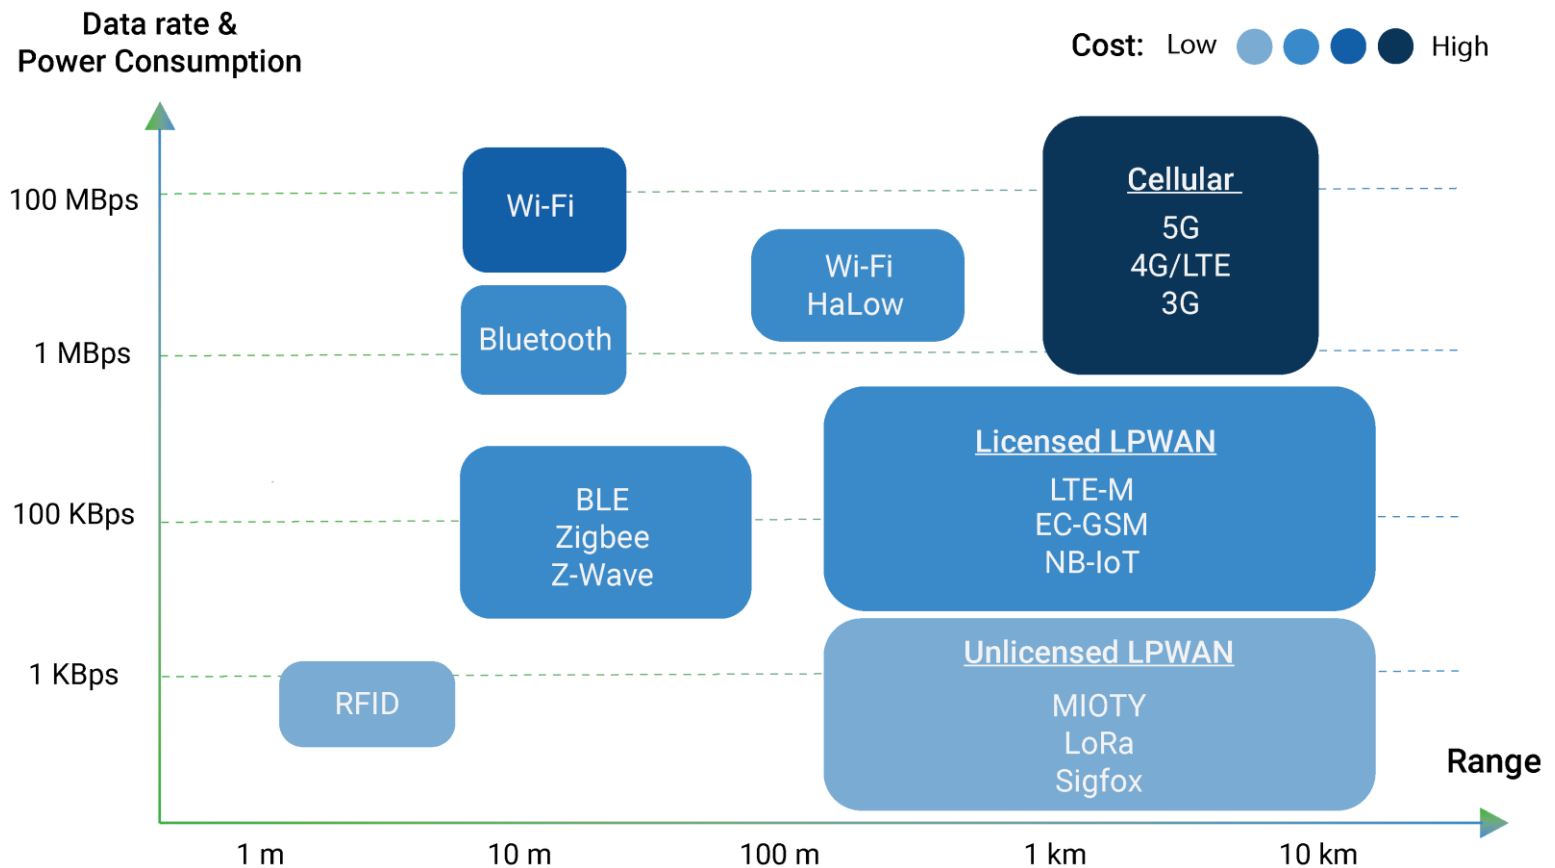 Data rate &
Power Consumption
Cost: Low High
100 MBps
1 MBps
100 KBps
1 KBps
Wi-Fi
Bluetooth
Wi-Fi
HaLow
Cellular
5G
4G/LTE
3G
BLE
Zigbee
Z-Wave
Licensed LPWAN
LTE-M
EC-GSM
NB-IoT
RFID
Unlicensed LPWAN
MIOTY
LoRa
Sigfox
Range
1 m 10 m 100 m 1 km 10 km